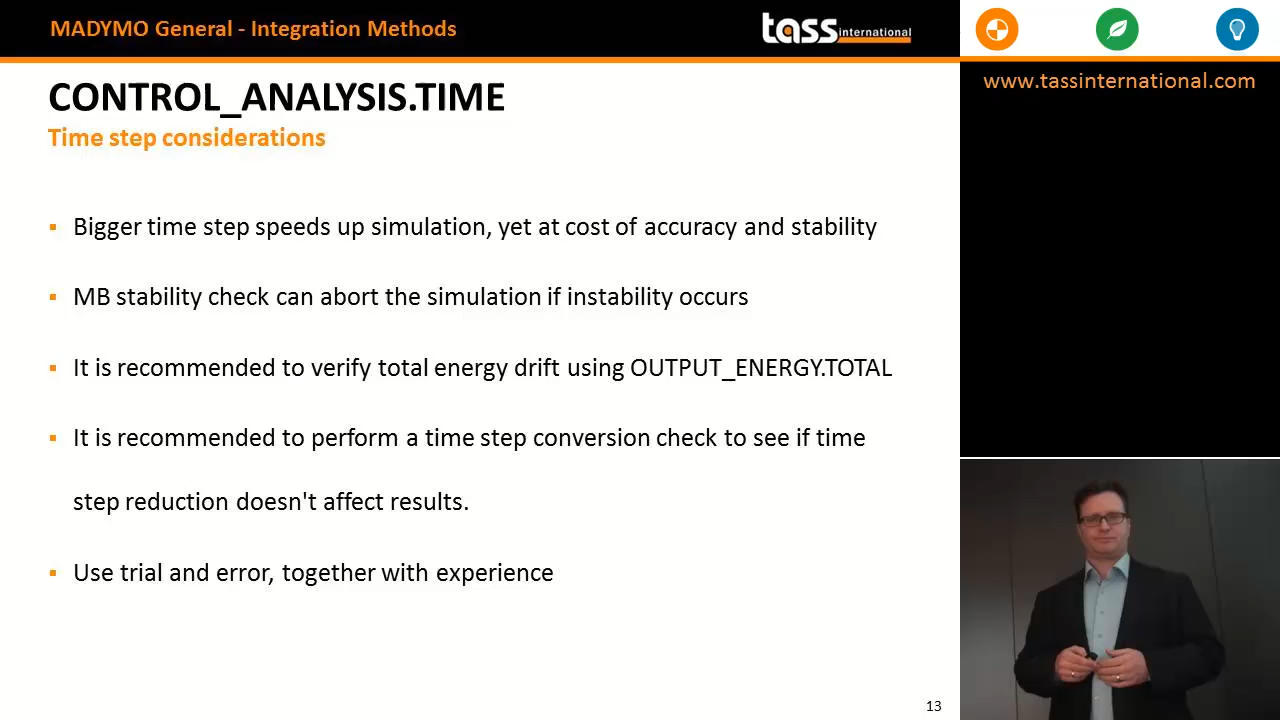 MADYMO General - Integration Methods
tass international
www.tassinternational.com
CONTROL_ANALYSIS.TIME
Time step considerations
Bigger time step speeds up simulation, yet at cost of accuracy and stability
MB stability check can abort the simulation if instability occurs
It is recommended to verify total energy drift using OUTPUT_ENERGY.TOTAL
It is recommended to perform a time step conversion check to see if time
step reduction doesn't affect results.
Use trial and error, together with experience
13